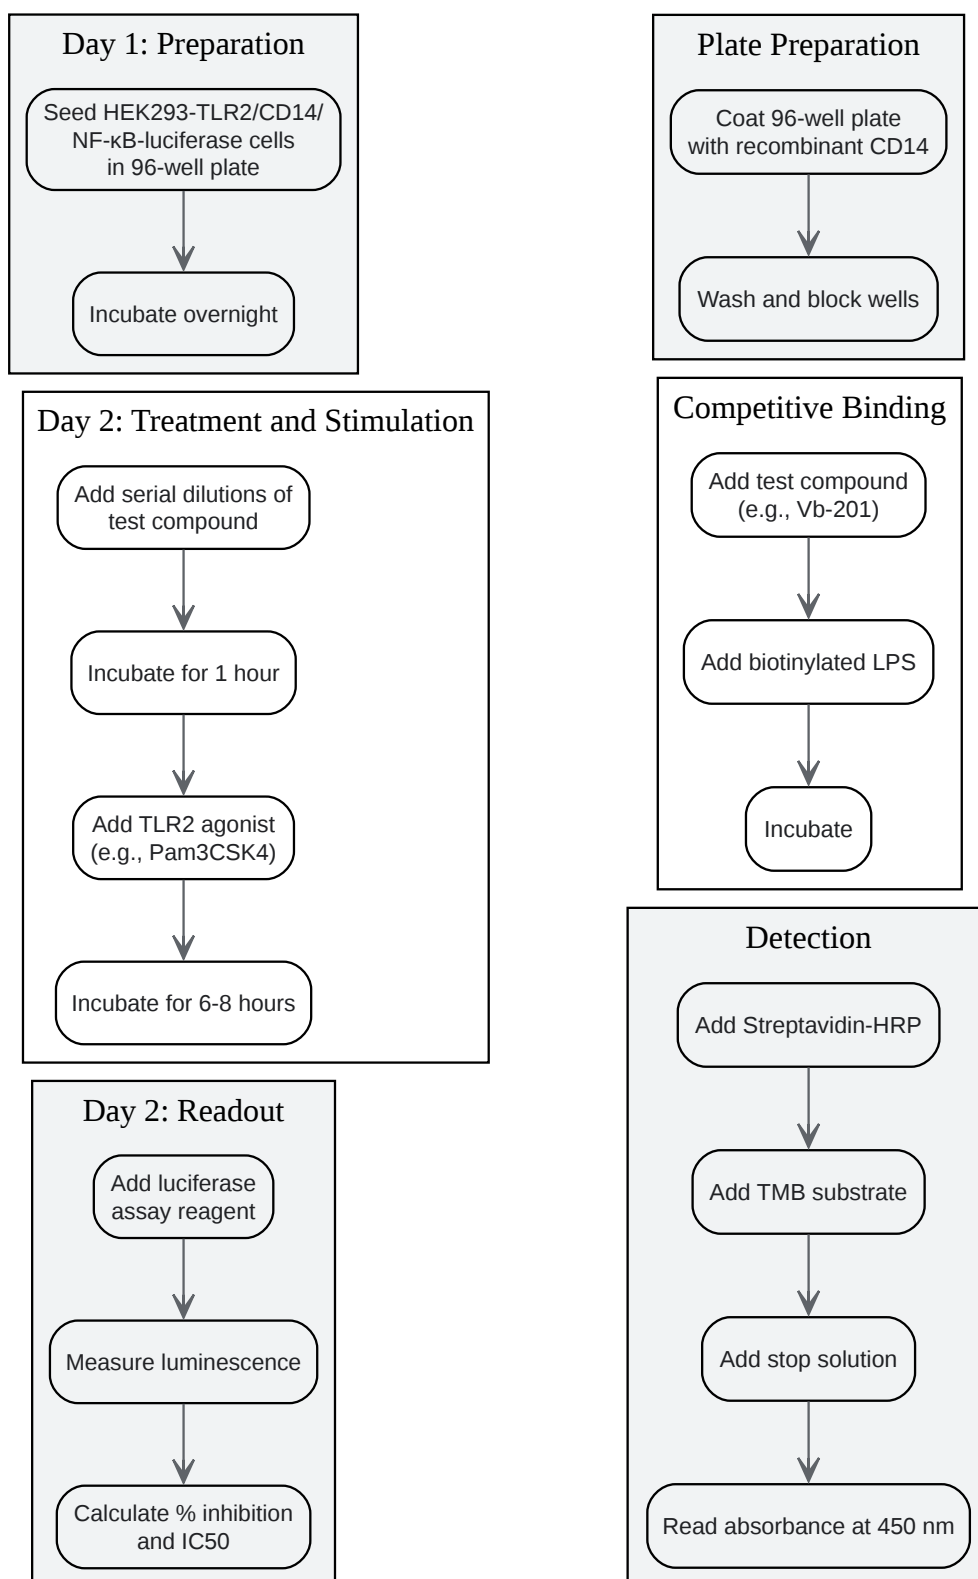 Day 1: Preparation
Seed HEK293-TLR2/CD14/
NF-κB-luciferase cells
in 96-well plate
Incubate overnight
Day 2: Treatment and Stimulation
Add serial dilutions of
test compound
Incubate for 1 hour
Add TLR2 agonist
(e.g., Pam3CSK4)
Incubate for 6-8 hours
Day 2: Readout
Add luciferase
assay reagent
Measure luminescence
Calculate % inhibition
and IC50
Plate Preparation
Coat 96-well plate
with recombinant CD14
Wash and block wells
Competitive Binding
Add test compound
(e.g., Vb-201)
Add biotinylated LPS
Incubate
Detection
Add Streptavidin-HRP
Add TMB substrate
Add stop solution
Read absorbance at 450 nm